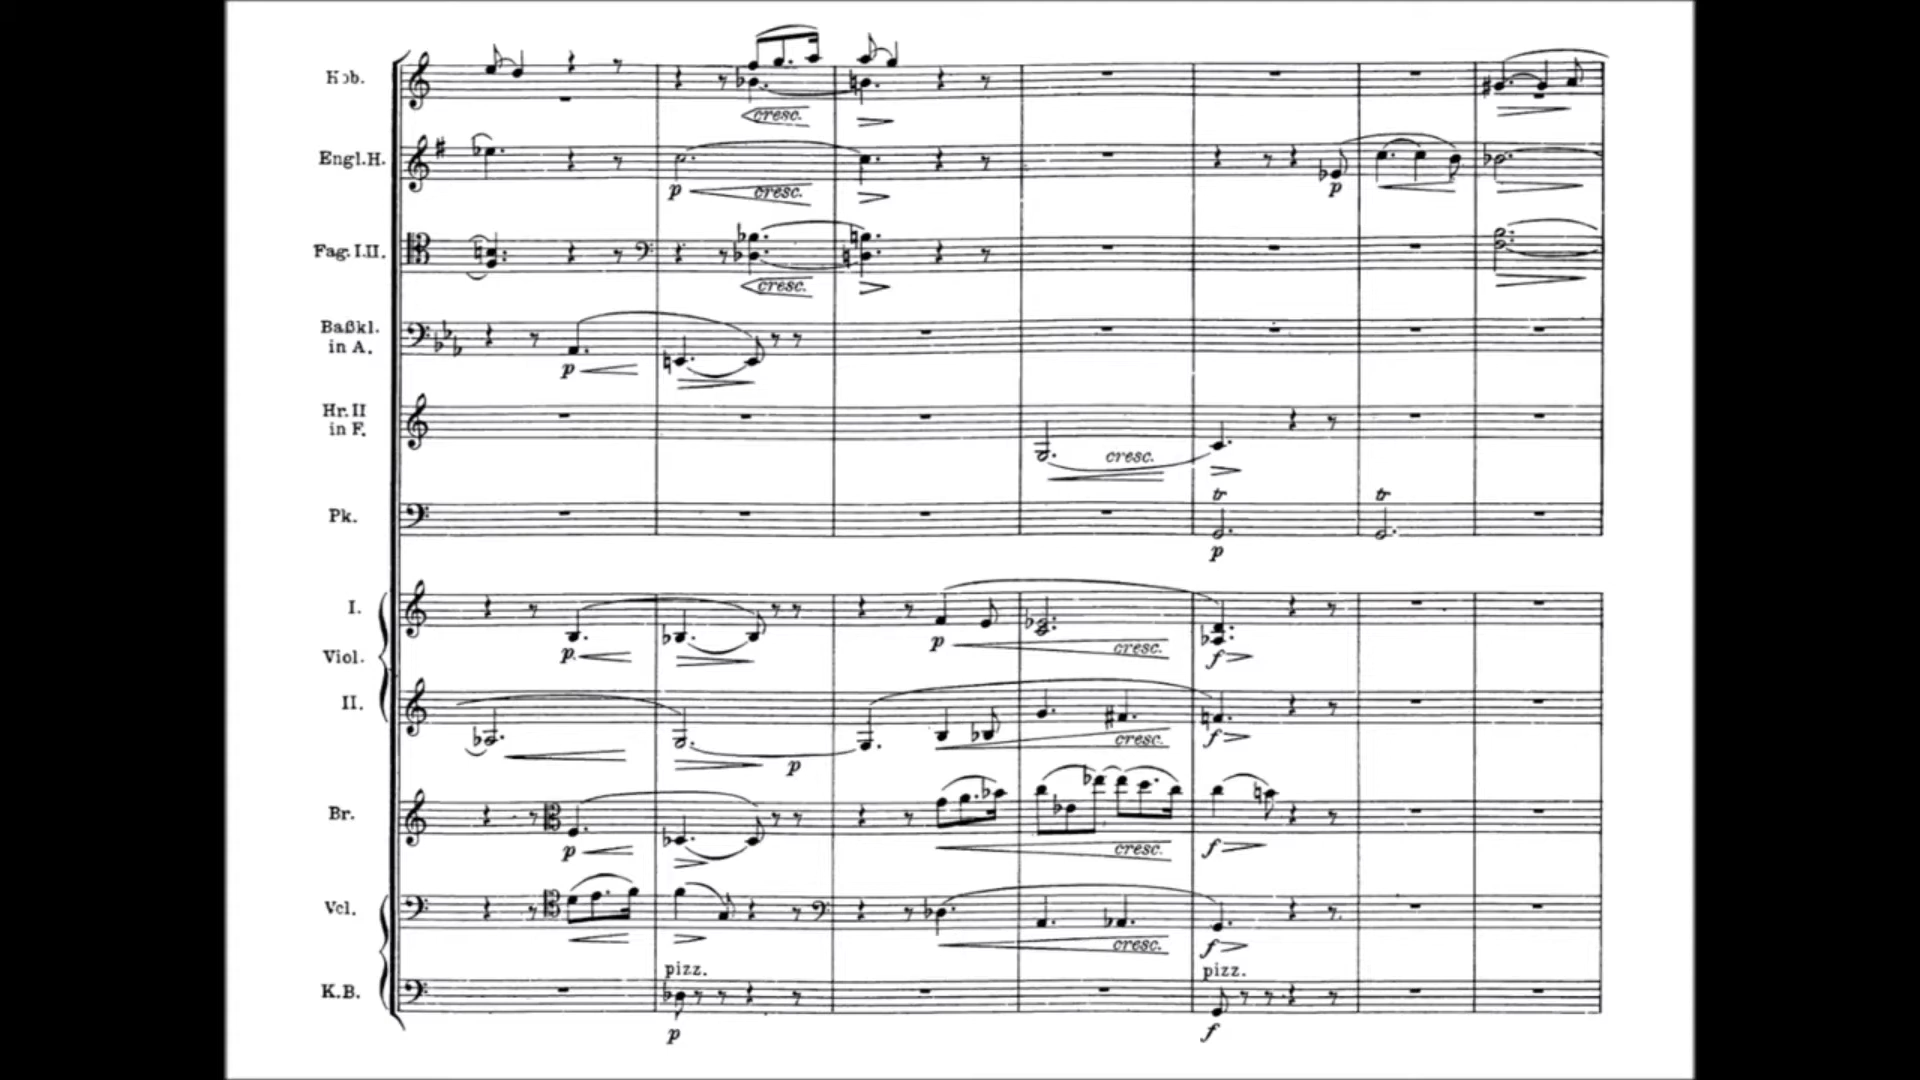 Hob.
cresc.
Engl.H.
p cresc.
p
Fag. I.II.
cresc.
Baßkl.
in A.
p
Hr. II
in F.
cresc.
tr tr
Pk.
p
I.
p p cresc. f
Viol.
II.
p cresc. f
Br.
p cresc. f
Vcl.
cresc. f
pizz. pizz.
K.B.
p f